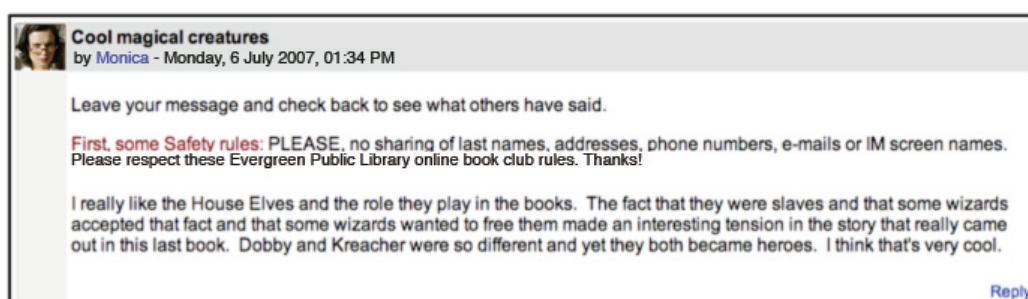 Cool magical creatures
by Monica - Monday, 6 July 2007, 01:34 PM
Leave your message and check back to see what others have said.
First, some Safety rules: PLEASE, no sharing of last names, addresses, phone numbers, e-mails or IM screen names.
Please respect these Evergreen Public Library online book club rules. Thanks!
I really like the House Elves and the role they play in the books. The fact that they were slaves and that some wizards
accepted that fact and that some wizards wanted to free them made an interesting tension in the story that really came
out in this last book. Dobby and Kreacher were so different and yet they both became heroes. I think that's very cool.
Reply